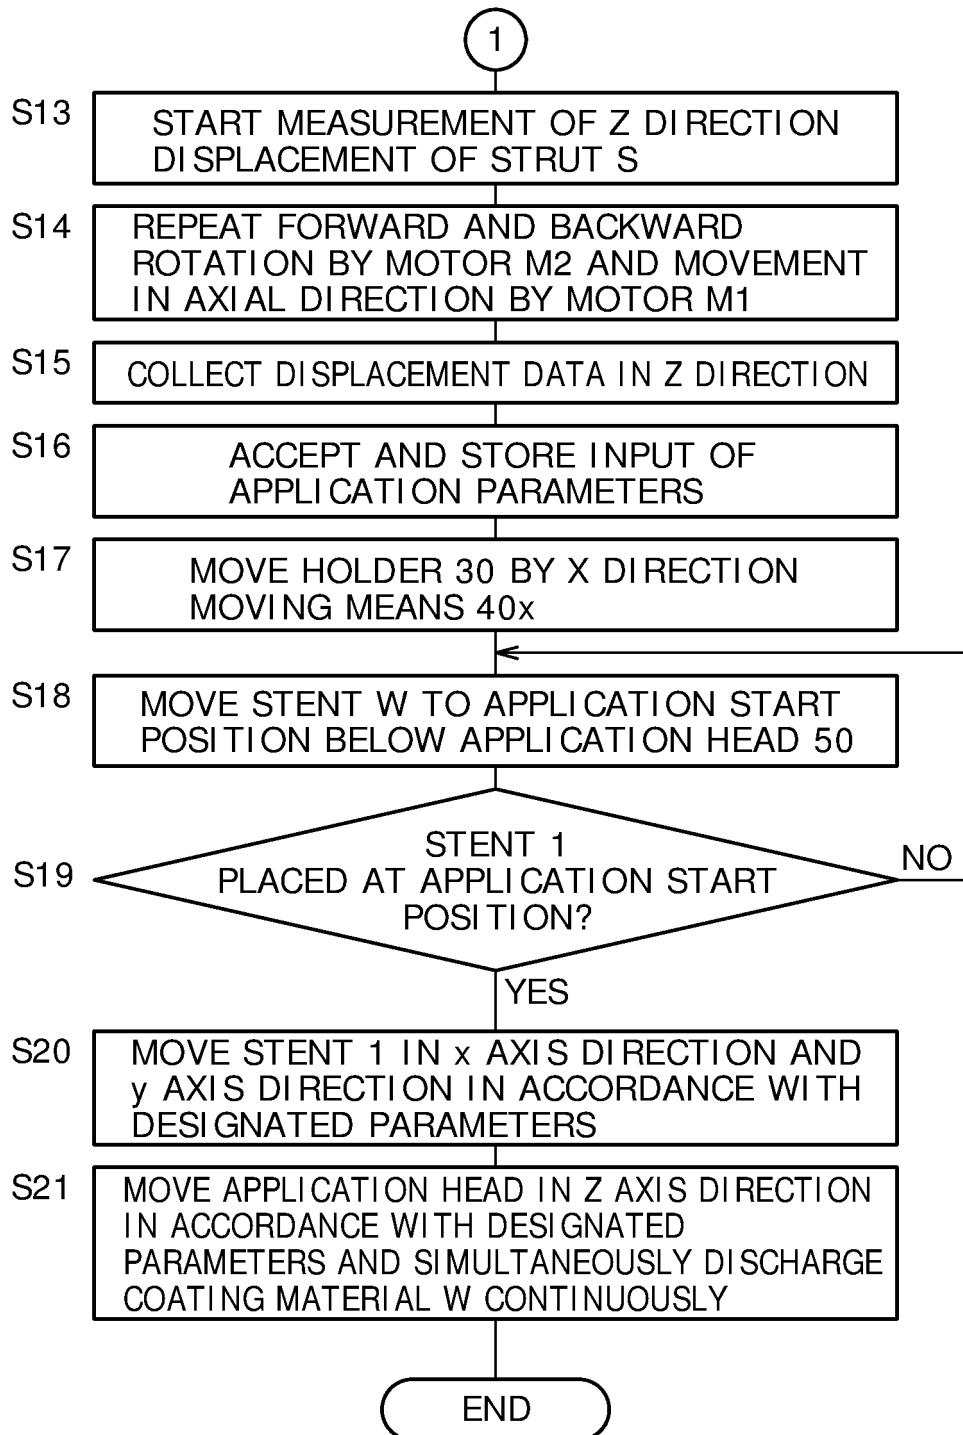 1
S13
START MEASUREMENT OF Z DIRECTION
DISPLACEMENT OF STRUT S
S14
REPEAT FORWARD AND BACKWARD
ROTATION BY MOTOR M2 AND MOVEMENT
IN AXIAL DIRECTION BY MOTOR M1
S15
COLLECT DISPLACEMENT DATA IN Z DIRECTION
S16
ACCEPT AND STORE INPUT OF
APPLICATION PARAMETERS
S17
MOVE HOLDER 30 BY X DIRECTION
MOVING MEANS 40x
S18
MOVE STENT W TO APPLICATION START
POSITION BELOW APPLICATION HEAD 50
S19
STENT 1
PLACED AT APPLICATION START
POSITION?
NO
YES
S20
MOVE STENT 1 IN x AXIS DIRECTION AND
y AXIS DIRECTION IN ACCORDANCE WITH
DESIGNATED PARAMETERS
S21
MOVE APPLICATION HEAD IN Z AXIS DIRECTION
IN ACCORDANCE WITH DESIGNATED
PARAMETERS AND SIMULTANEOUSLY DISCHARGE
COATING MATERIAL W CONTINUOUSLY
END